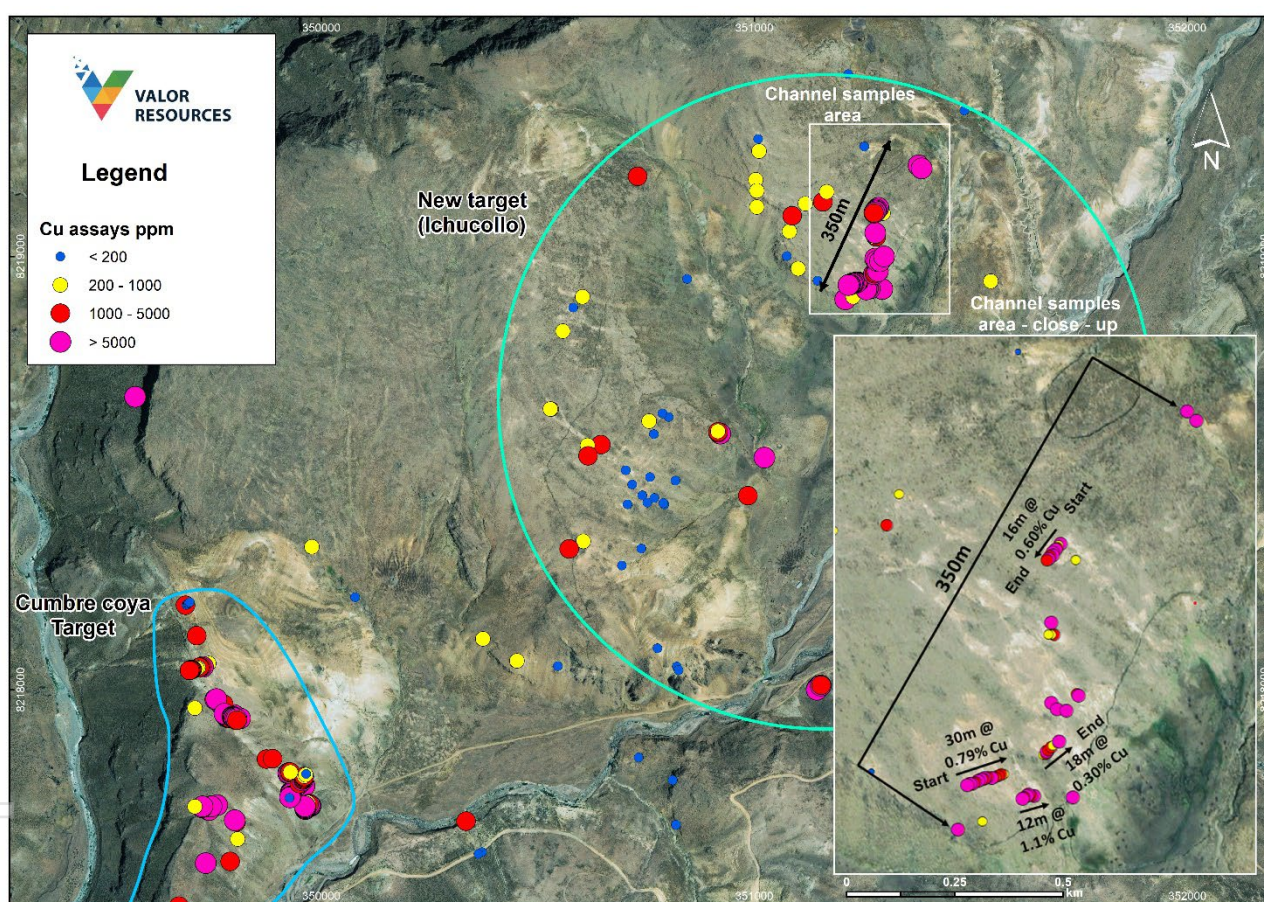 350000
351000
352000
VALOR
RESOURCES
Legend
Cu assays ppm
< 200
200 - 1000
1000 - 5000
> 5000
Channel samples
area
N
New target
(Ichucollo)
350m
8219000
8219000
Channel samples
area - close - up
16m @
0.60% Cu
Start
End
350m
Cumbre coya
Target
8218000
8218000
30m @
0.79% Cu
Start
End
18m @
0.30% Cu
12m @
1.1% Cu
350000
351000
352000
0
0.25
0.5
km